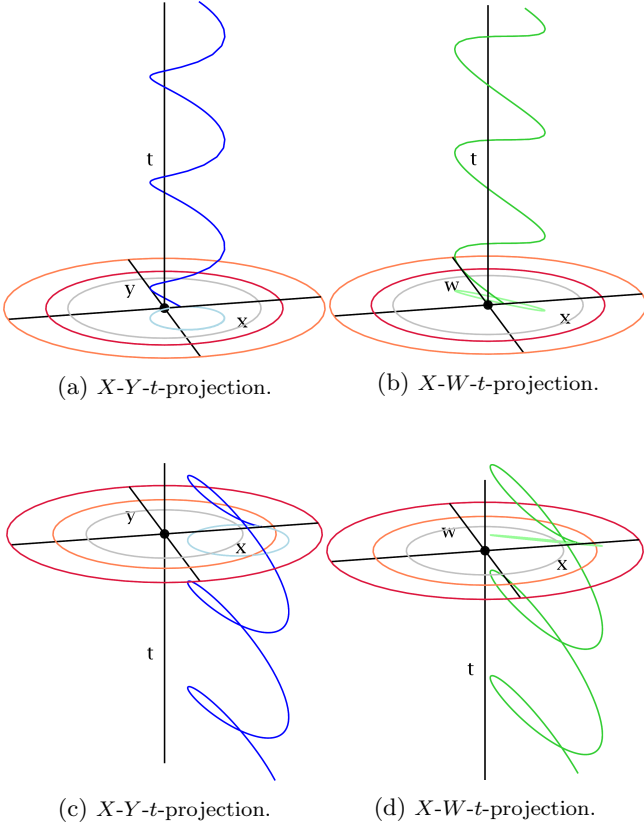 t
t
y
w
x
x
(a) X-Y-t-projection.
(b) X-W-t-projection.
y
w
x
x
t
t
(c) X-Y-t-projection.
(d) X-W-t-projection.